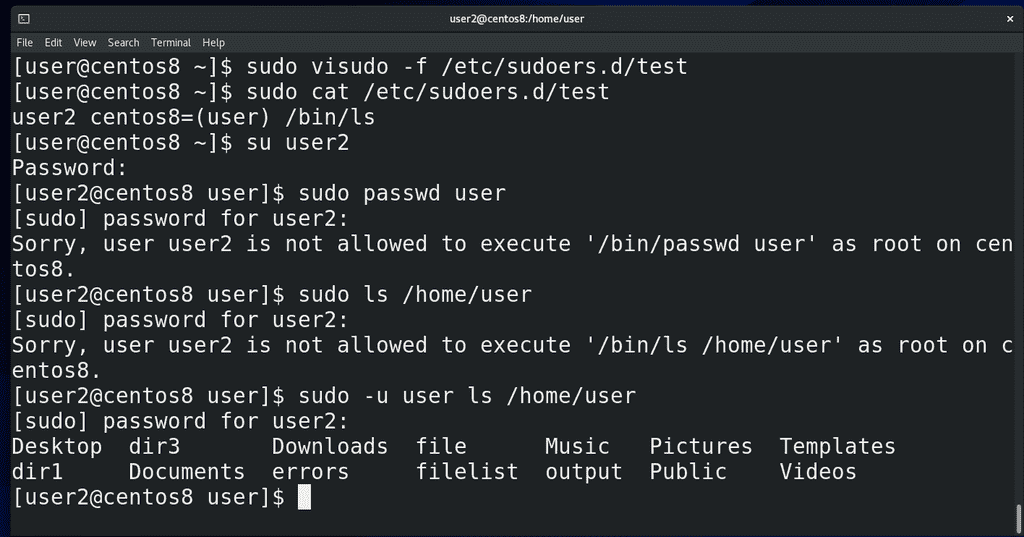 user2@centos8:/home/user
×
File Edit View Search Terminal Help
[user@centos8 ~]$ sudo visudo -f /etc/sudoers.d/test
[user@centos8 ~]$ sudo cat /etc/sudoers.d/test
user2 centos8=(user) /bin/ls
[user@centos8 ~]$ su user2
Password:
[user2@centos8 user]$ sudo passwd user
[sudo] password for user2:
Sorry, user user2 is not allowed to execute '/bin/passwd user' as root on cen
tos8.
[user2@centos8 user]$ sudo ls /home/user
[sudo] password for user2:
Sorry, user user2 is not allowed to execute '/bin/ls /home/user' as root on c
entos8.
[user2@centos8 user]$ sudo -u user ls /home/user
[sudo] password for user2:
Desktop dir3 Downloads file Music Pictures Templates
dir1 Documents errors filelist output Public Videos
[user2@centos8 user]$